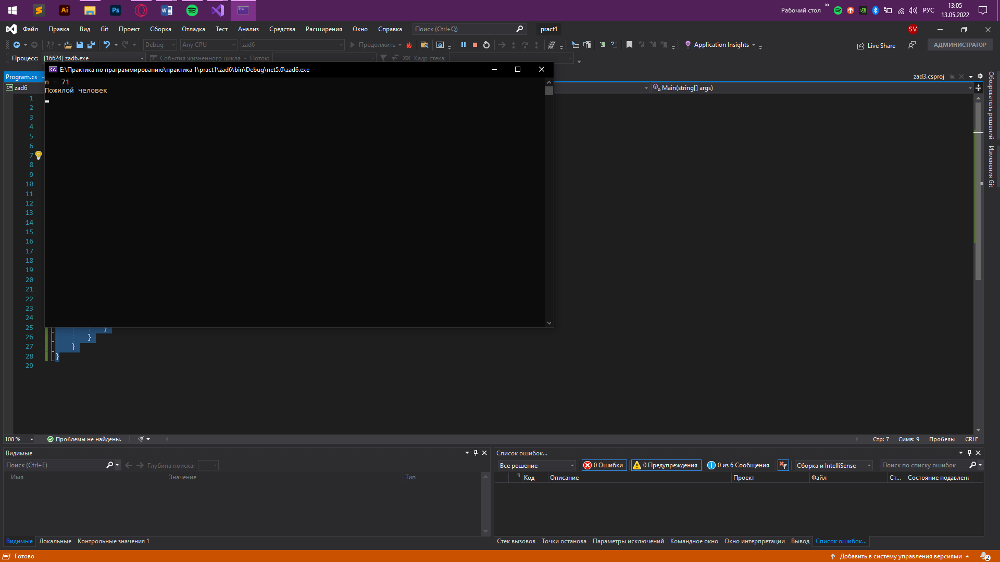 Ai
Ps
Рабочий стол
»
РУС
13:05
13.05.2022
Файл Правка Вид Git Проект Сборка Отладка Тест Анализ Средства Расширения Окно Справка Поиск (Ctrl+Q) pract1 SV
Debug Any CPU zad6 Продолжить Application Insights Live Share АДМИНИСТРАТОР
Процесс: [16624] zad6.exe События жизненного цикла Поток: Кадр стека:
E:\Практика по праграммированию\практика 1\pract1\zad6\bin\Debug\net5.0\zad6.exe
Program.cs zad3.csproj
C# zad6 Main(string[] args)
n = 71
Пожилой человек
1
2
3
4
5
6
7
8
9
10
11
12
13
14
15
16
17
18
19
20
21
22
23
24
25 }
26 }
27 }
28 }
29
Обозреватель решений
Изменения Git
108 % Проблемы не найдены. Стр: 7 Симв: 9 Пробелы CRLF
Видимые
Поиск (Ctrl+E) Глубина поиска:
Имя Значение Тип
Видимые Локальные Контрольные значения 1
Список ошибок...
Все решение 0 Ошибки 0 Предупреждения 0 из 6 Сообщения Сборка и IntelliSense Поиск по списку ошибок
Код Описание Проект Файл Ст... Состояние подавлени
Стек вызовов Точки останова Параметры исключений Командное окно Окно интерпретации Вывод Список ошибок...
Готово Добавить в систему управления версиями 2